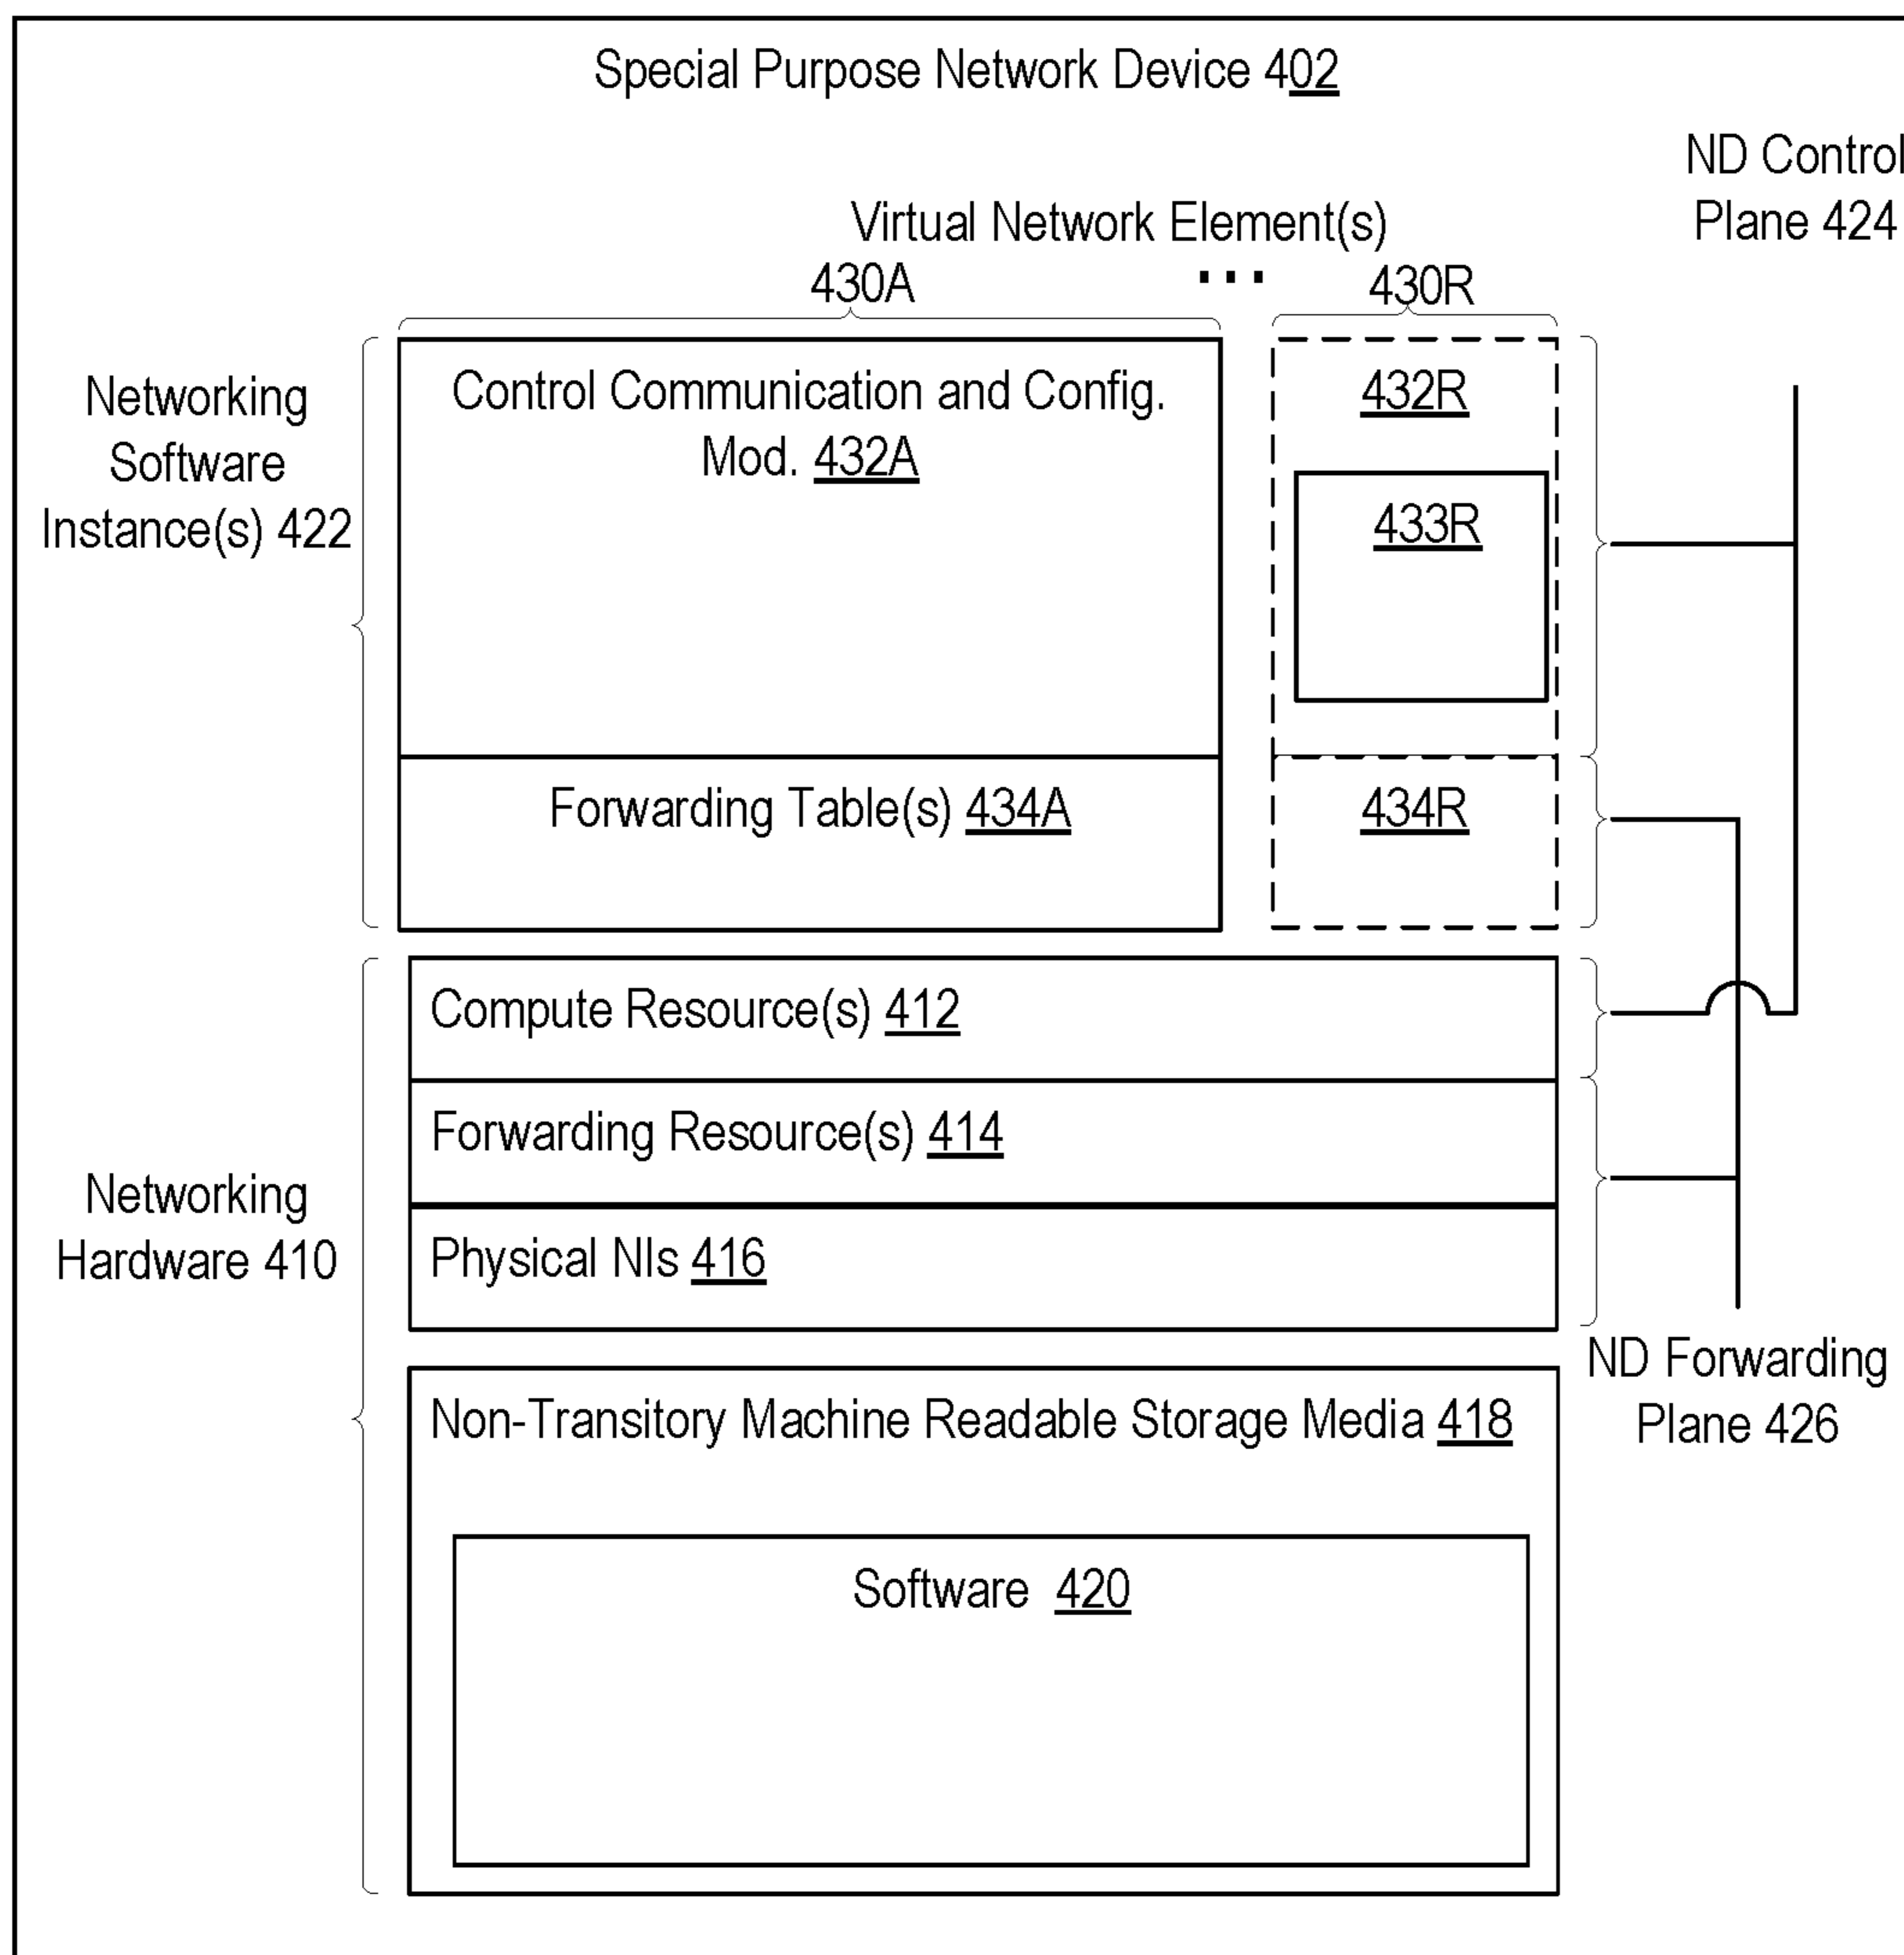 Special Purpose Network Device 402
ND Control
Plane 424
Virtual Network Element(s)
430A
...
430R
Networking
Software
Instance(s) 422
Control Communication and Config.
Mod. 432A
432R
433R
Forwarding Table(s) 434A
434R
Compute Resource(s) 412
Forwarding Resource(s) 414
Networking
Hardware 410
Physical NIs 416
ND Forwarding
Plane 426
Non-Transitory Machine Readable Storage Media 418
Software 420